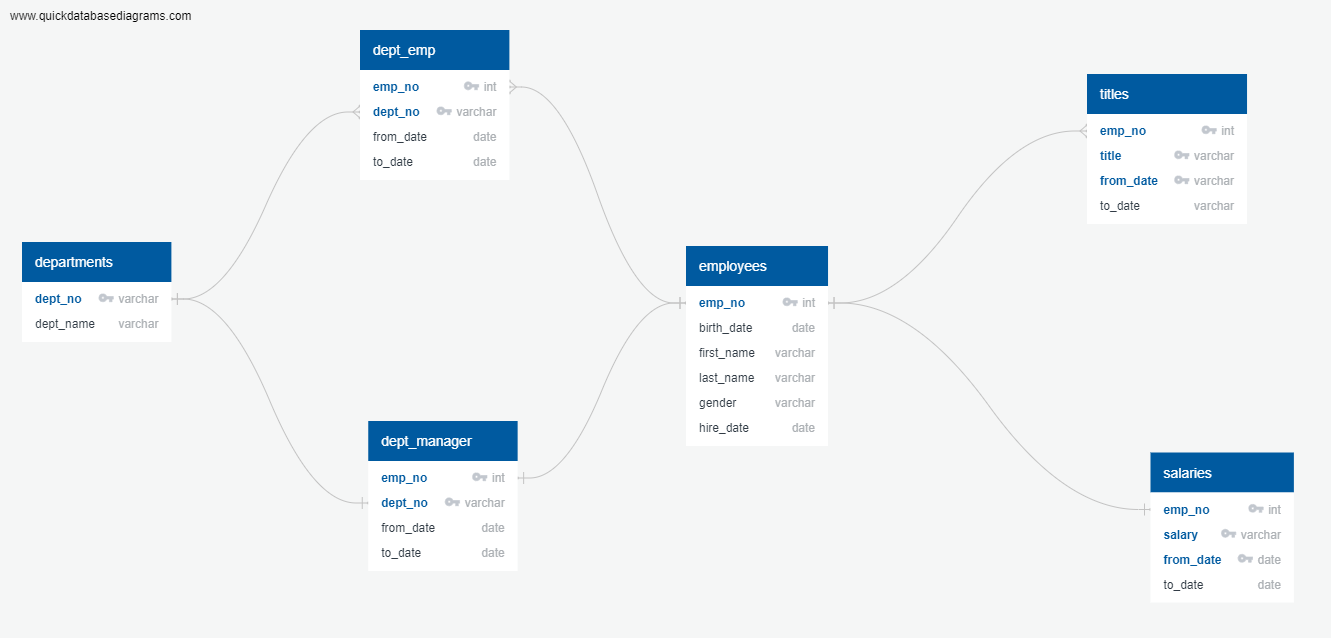 www.quickdatabasediagrams.com
dept_emp
emp_no int
dept_no varchar
from_date date
to_date date
titles
emp_no int
title varchar
from_date varchar
to_date varchar
departments
dept_no varchar
dept_name varchar
employees
emp_no int
birth_date date
first_name varchar
last_name varchar
gender varchar
hire_date date
dept_manager
emp_no int
dept_no varchar
from_date date
to_date date
salaries
emp_no int
salary varchar
from_date date
to_date date